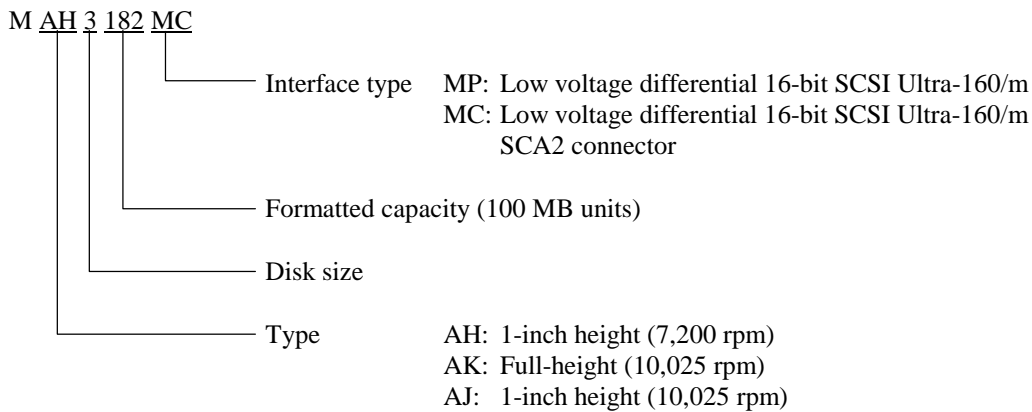 M AH 3 182 MC
Interface type MP: Low voltage differential 16-bit SCSI Ultra-160/m
MC: Low voltage differential 16-bit SCSI Ultra-160/m
SCA2 connector
Formatted capacity (100 MB units)
Disk size
Type AH: 1-inch height (7,200 rpm)
AK: Full-height (10,025 rpm)
AJ: 1-inch height (10,025 rpm)